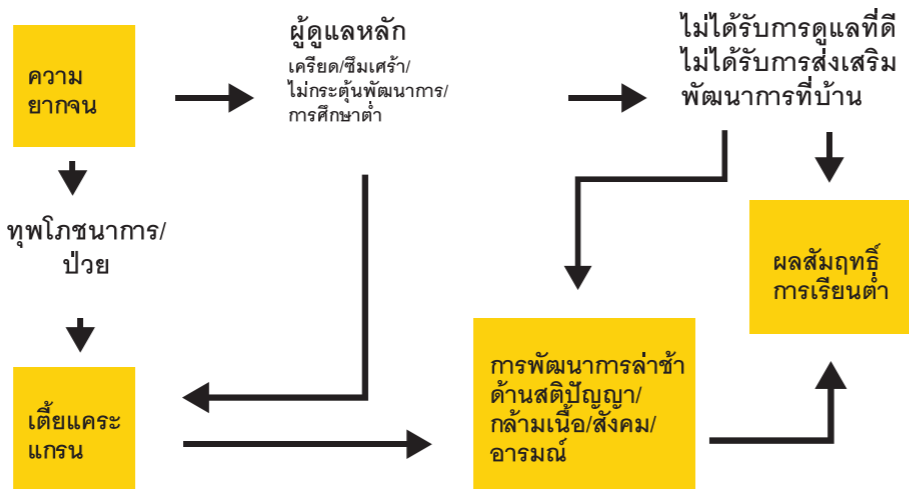 ความ
ยากจน
ผู้ดูแลหลัก
เครียด/ซึมเศร้า/
ไม่กระตุ้นพัฒนาการ/
การศึกษาต่ำ
ไม่ได้รับการดูแลที่ดี
ไม่ได้รับการส่งเสริม
พัฒนาการที่บ้าน
ทุพโภชนาการ/
ป่วย
ผลสัมฤทธิ์
การเรียนต่ำ
เตี้ยแคระ
แกรน
การพัฒนาการล่าช้า
ด้านสติปัญญา/
กล้ามเนื้อ/สังคม/
อารมณ์